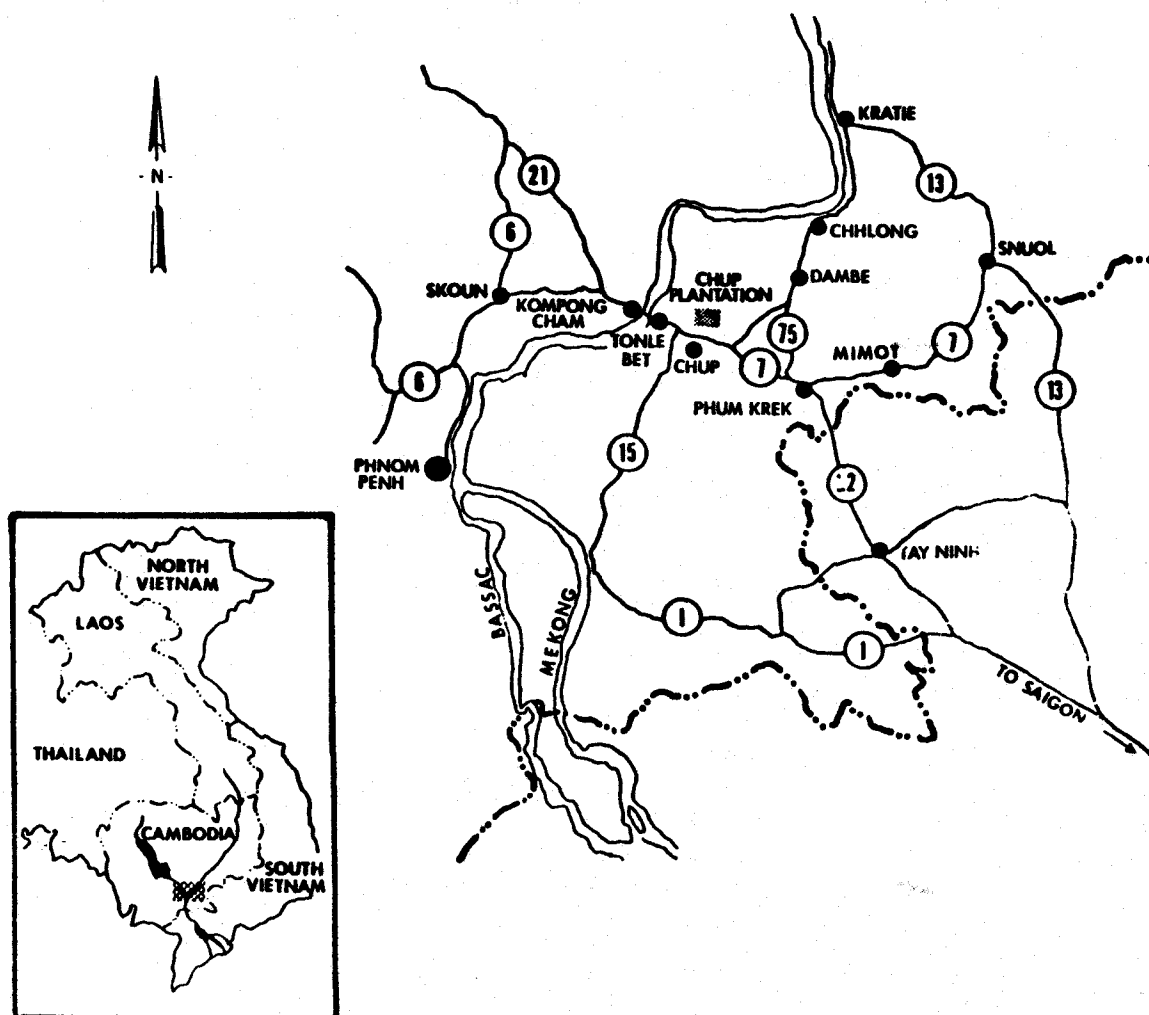 KRATIE
- N -
21
13
6
CHHLONG
SNUOL
DAMBE
SKOUN
CHUP
PLANTATION
KOMPONG
CHAM
TONLE
BET
75
CHUP
7
MIMOT
7
6
PHUM KREK
13
15
PHNOM
PENH
TAY NINH
BASSAC
MEKONG
1
1
TO SAIGON
NORTH
VIETNAM
LAOS
THAILAND
CAMBODIA
SOUTH
VIETNAM